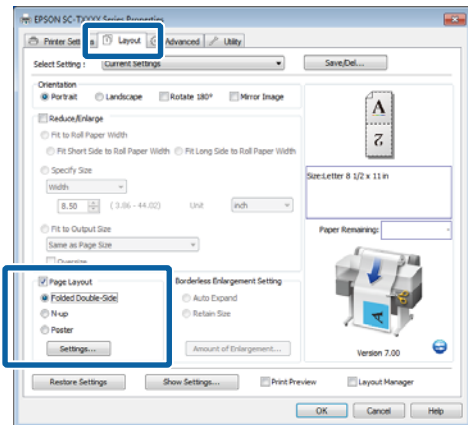 EPSON SC-TXXXX Series Properties
Printer Settings Layout Advanced Utility
Select Setting : Current Settings Save/Del...
Orientation
Portrait Landscape Rotate 180° Mirror Image
Reduce/Enlarge
Fit to Roll Paper Width
Fit Short Side to Roll Paper Width Fit Long Side to Roll Paper Width
Specify Size
Width
8.50 ( 3.86 - 44.02) Unit inch
Fit to Output Size
Same as Page Size
Oversize
A
2
Size:Letter 8 1/2 x 11 in
Paper Remaining:
Page Layout
Folded Double-Side
N-up
Poster
Settings...
Borderless Enlargement Setting
Auto Expand
Retain Size
Amount of Enlargement...
A
Version 7.00
Restore Settings Show Settings... Print Preview Layout Manager
OK Cancel Help